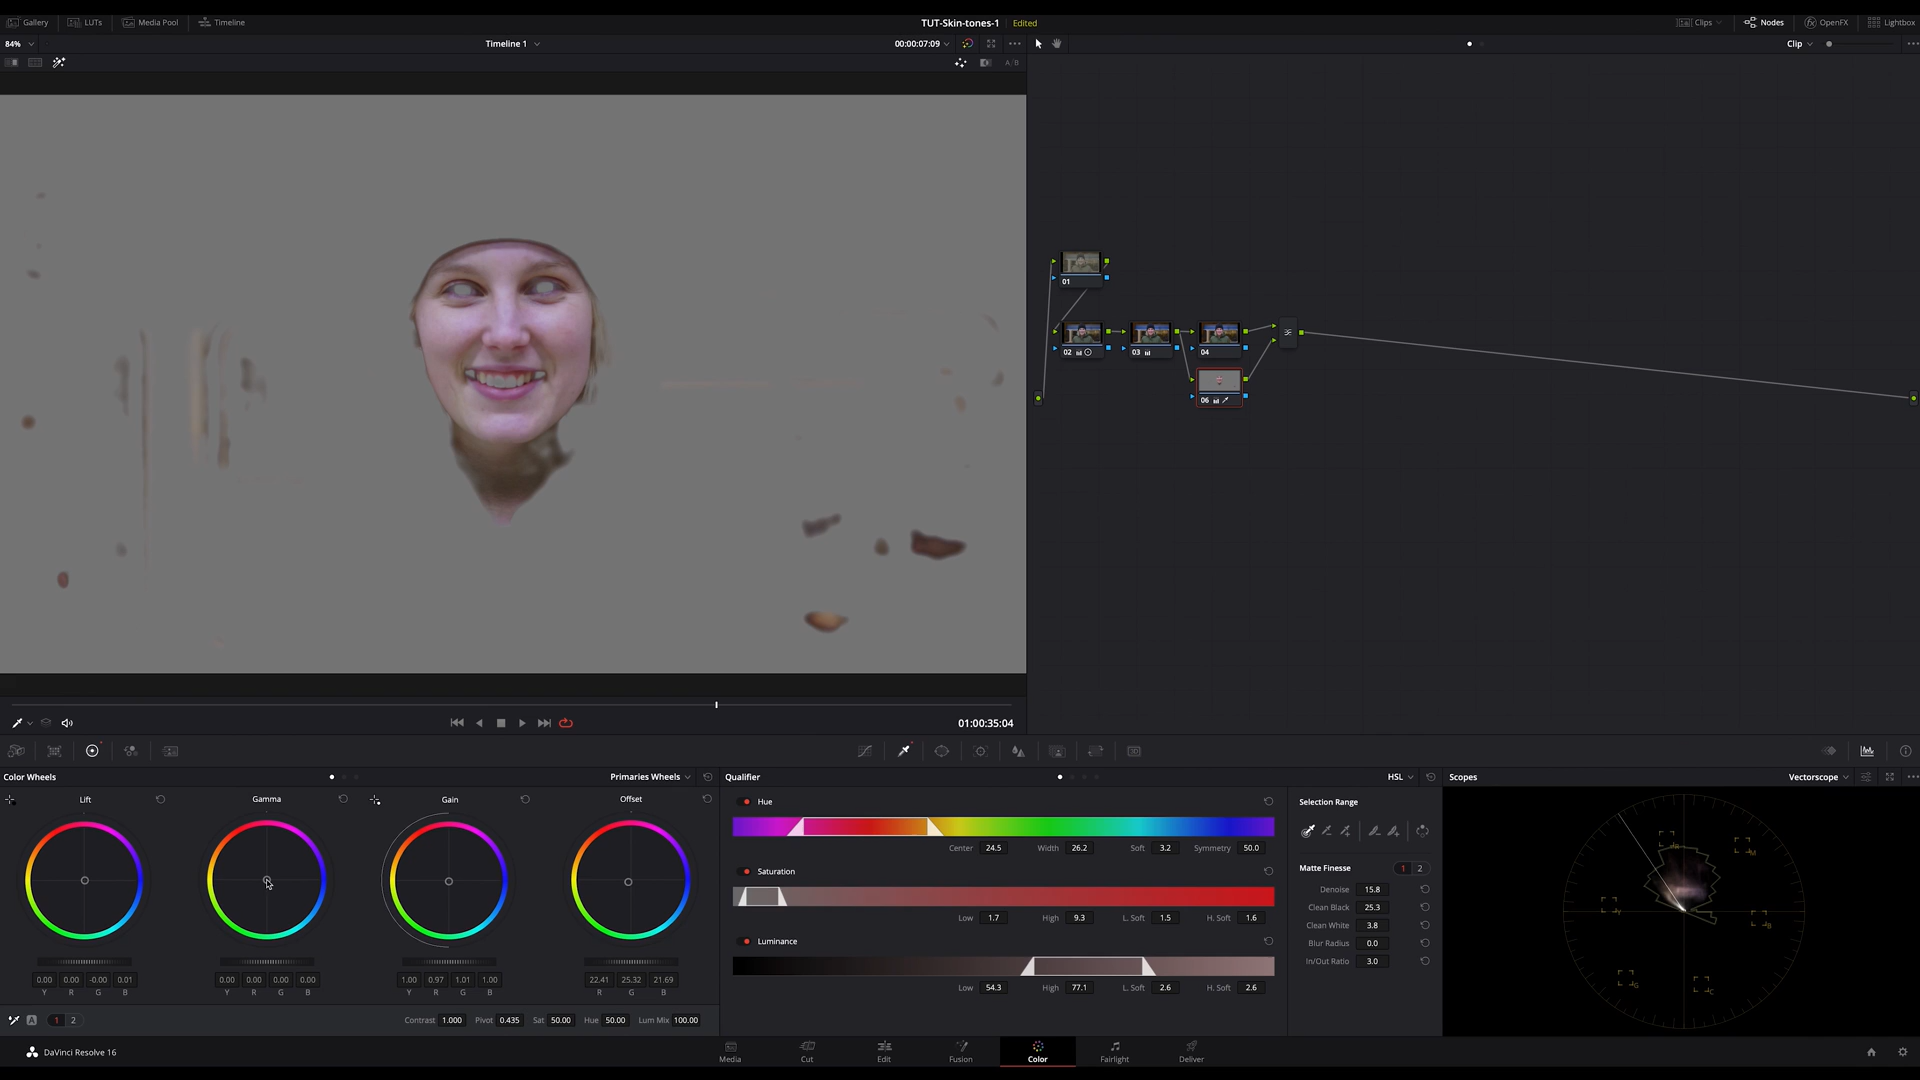 Gallery LUTs Media Pool Timeline TUT-Skin-tones-1 Edited Clips Nodes OpenFX Lightbox
84% Timeline 1 00:00:07:09 Clip
A/B
01
02 03 04
06
01:00:35:04
Color Wheels Primaries Wheels Qualifier HSL Scopes Vectorscope
Lift Gamma Gain Offset
Hue
Center 24.5 Width 26.2 Soft 3.2 Symmetry 50.0
Saturation
Low 1.7 High 9.3 L. Soft 1.5 H. Soft 1.6
Luminance
Low 54.3 High 77.1 L. Soft 2.6 H. Soft 2.6
Selection Range
Matte Finesse 1 2
Denoise 15.8
Clean Black 25.3
Clean White 3.8
Blur Radius 0.0
In/Out Ratio 3.0
R M B C G Y
0.00 0.00 -0.00 0.01 0.00 0.00 0.00 0.00 1.00 0.97 1.01 1.00 22.41 25.32 21.69
Y R G B Y R G B Y R G B R G B
A 1 2 Contrast 1.000 Pivot 0.435 Sat 50.00 Hue 50.00 Lum Mix 100.00
DaVinci Resolve 16 Media Cut Edit Fusion Color Fairlight Deliver